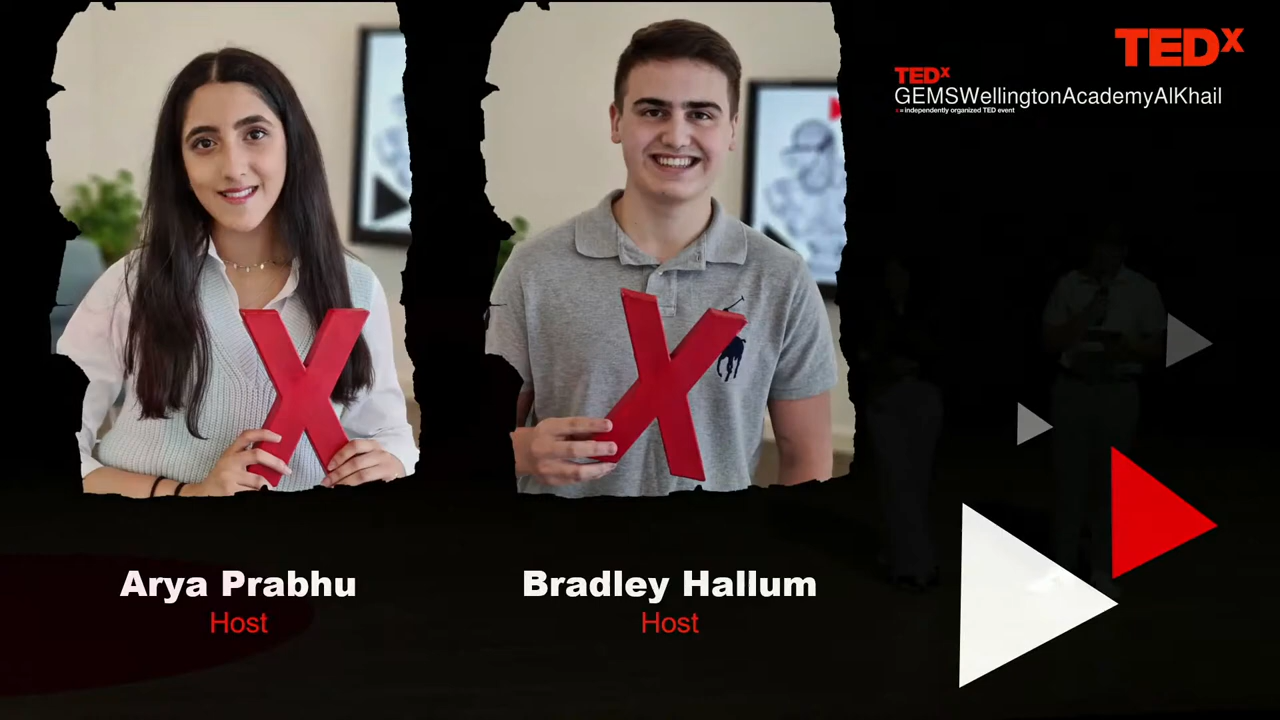 TEDx
TEDx
GEMSWellingtonAcademyAlKhail
x = independently organized TED event
Arya Prabhu
Host
Bradley Hallum
Host